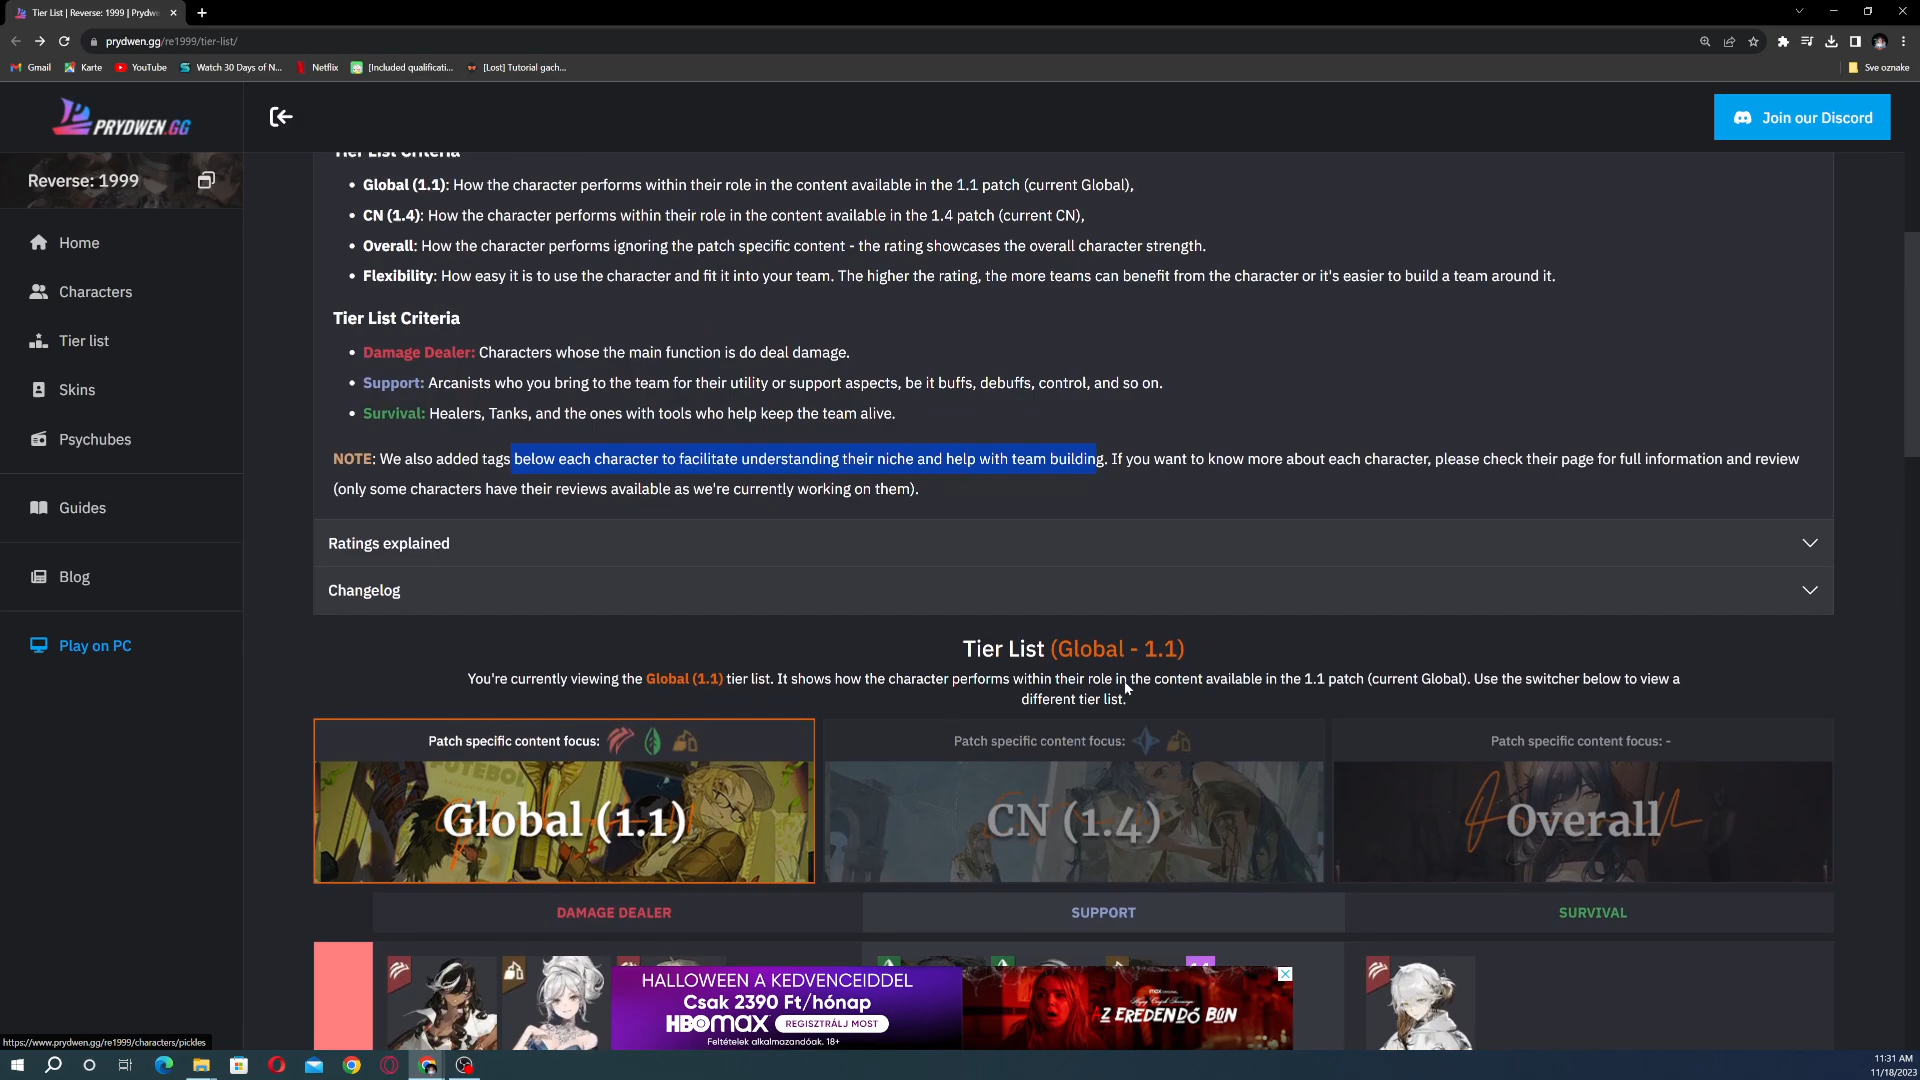 Tier List | Reverse: 1999 | Prydwe
prydwen.gg/re1999/tier-list/
Gmail
Karte
YouTube
Watch 30 Days of N...
Netflix
[Included qualificati...
[Lost] Tutorial gach...
Sve oznake
PRYDWEN.GG
Join our Discord
Reverse: 1999
Home
Characters
Tier list
Skins
Psychubes
Guides
Blog
Play on PC
Tier List Criteria
Global (1.1): How the character performs within their role in the content available in the 1.1 patch (current Global),
CN (1.4): How the character performs within their role in the content available in the 1.4 patch (current CN),
Overall: How the character performs ignoring the patch specific content - the rating showcases the overall character strength.
Flexibility: How easy it is to use the character and fit it into your team. The higher the rating, the more teams can benefit from the character or it's easier to build a team around it.
Tier List Criteria
Damage Dealer: Characters whose the main function is do deal damage.
Support: Arcanists who you bring to the team for their utility or support aspects, be it buffs, debuffs, control, and so on.
Survival: Healers, Tanks, and the ones with tools who help keep the team alive.
NOTE: We also added tags below each character to facilitate understanding their niche and help with team building. If you want to know more about each character, please check their page for full information and review
(only some characters have their reviews available as we're currently working on them).
Ratings explained
Changelog
Tier List (Global - 1.1)
You're currently viewing the Global (1.1) tier list. It shows how the character performs within their role in the content available in the 1.1 patch (current Global). Use the switcher below to view a
different tier list.
Patch specific content focus:
Patch specific content focus:
Patch specific content focus: -
FUTEBO
Global (1.1)
CN (1.4)
Overall
DAMAGE DEALER
SUPPORT
SURVIVAL
HALLOWEEN A KEDVENCEIDDEL
Csak 2390 Ft/hónap
HBOMAX REGISZTRÁLJ MOST
Feltételek alkalmazandóak. 18+
AZ EREDENDŐ BŰN
https://www.prydwen.gg/re1999/characters/pickles
11:31 AM
11/18/2023